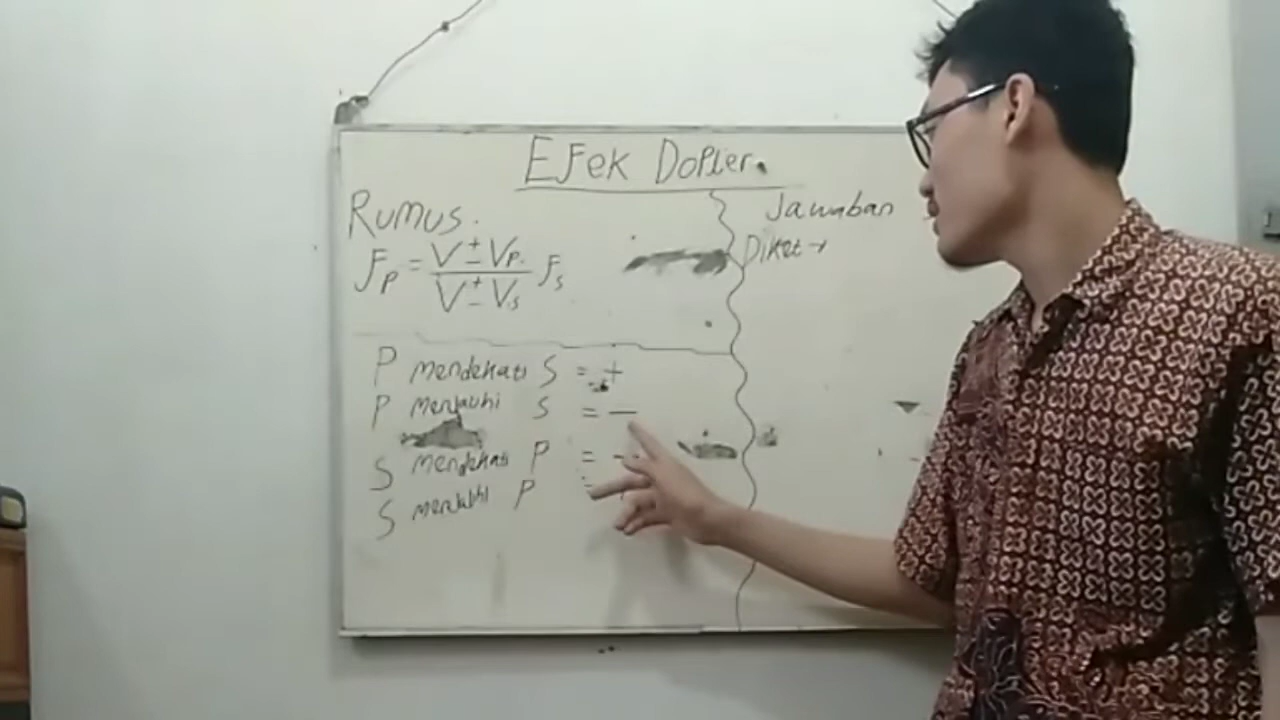 Efek Dopler.
Rumus.
Fp = V ± Vp. / V ± Vs Fs
P mendekati S = +
P menjauhi S = -
S mendekati P = -
S menjauhi P =
Jawaban
Diket →